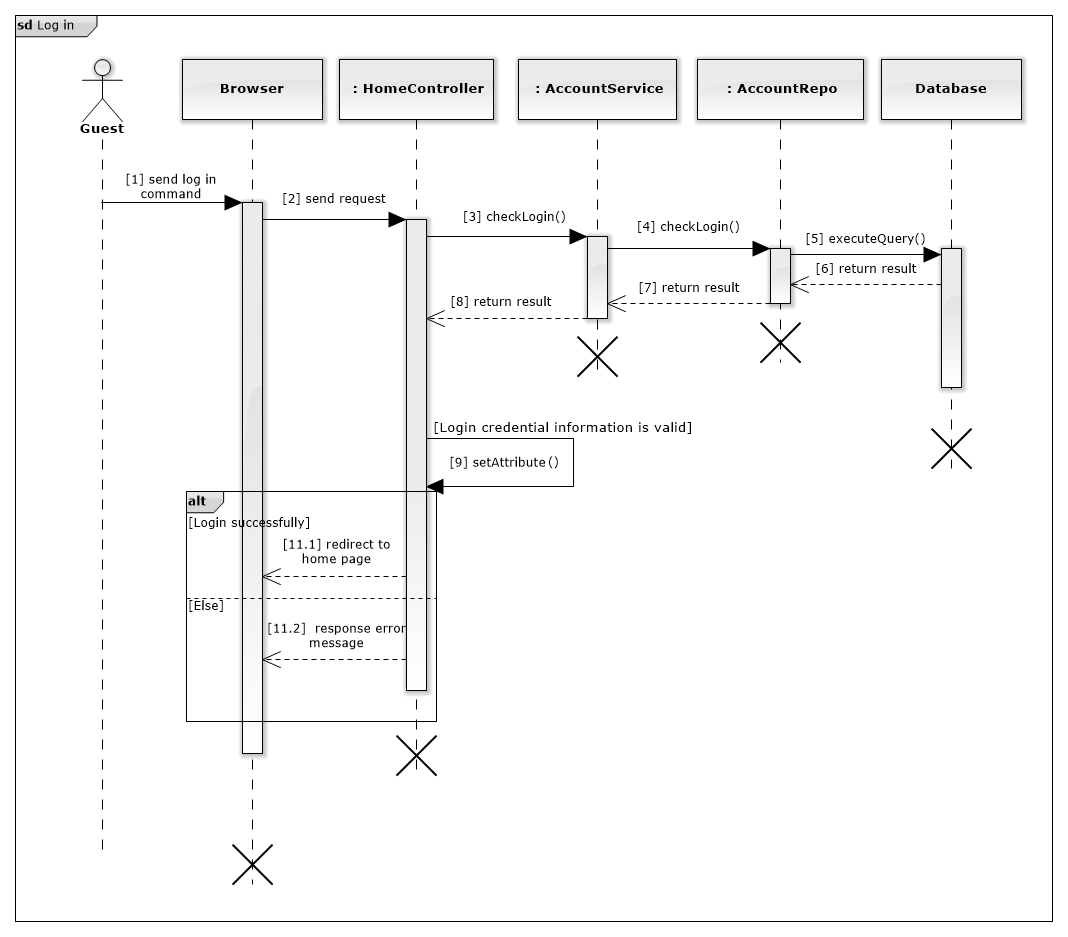 sd Log in
Guest
Browser
: HomeController
: AccountService
: AccountRepo
Database
[1] send log in
command
[2] send request
[3] checkLogin()
[4] checkLogin()
[5] executeQuery()
[6] return result
[7] return result
[8] return result
[Login credential information is valid]
[9] setAttribute()
alt
[Login successfully]
[11.1] redirect to
home page
[Else]
[11.2] response error
message